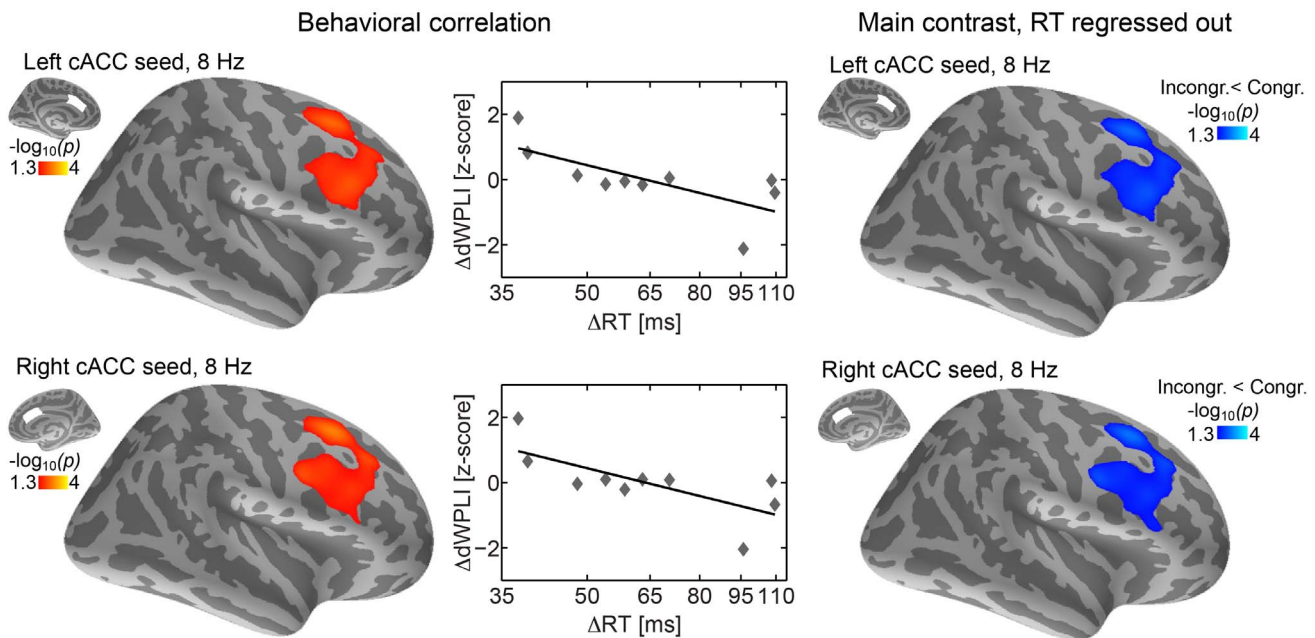 Behavioral correlation
Main contrast, RT regressed out
Left cACC seed, 8 Hz
-log10(p)
1.3 4
2
0
−2
ΔdWPLI [z-score]
35 50 65 80 95 110
ΔRT [ms]
Left cACC seed, 8 Hz
Incongr.< Congr.
-log10(p)
1.3 4
Right cACC seed, 8 Hz
-log10(p)
1.3 4
2
0
−2
ΔdWPLI [z-score]
35 50 65 80 95 110
ΔRT [ms]
Right cACC seed, 8 Hz
Incongr. < Congr.
-log10(p)
1.3 4